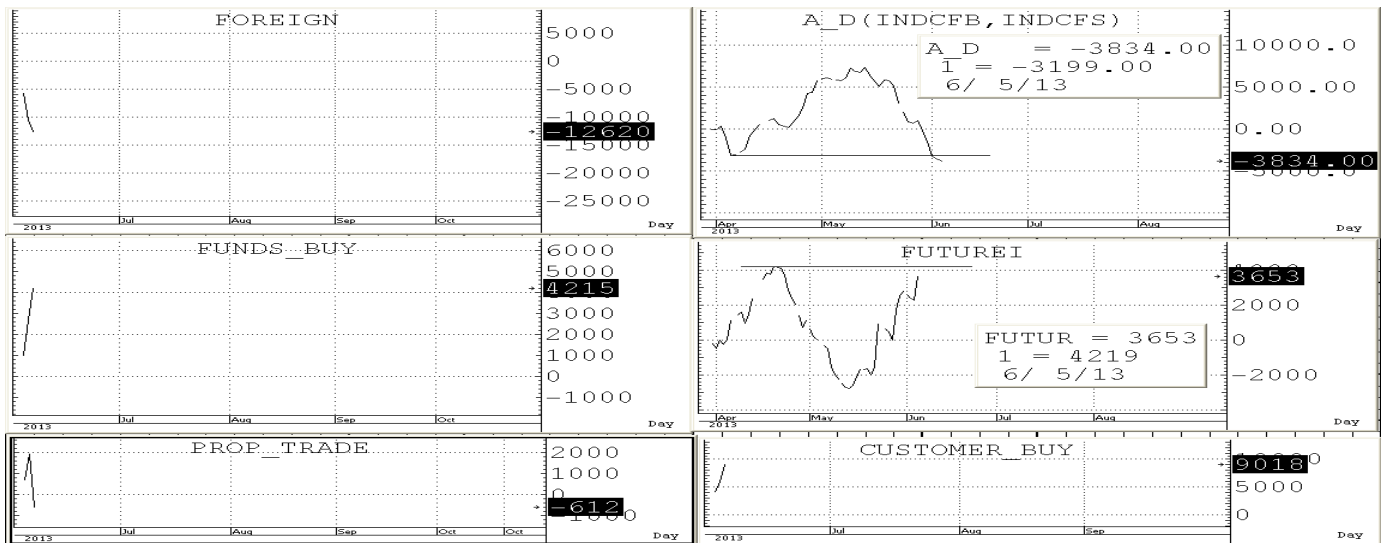 FOREIGN
5000
0
-5000
-10000
-12620
-15000
-20000
-25000
Jul Aug Sep Oct
2013
Day
A_D(INDCFB,INDCFS)
A_D = -3834.00
1 = -3199.00
6/ 5/13
10000.0
5000.00
0.00
-3834.00
-5000.0
Apr May Jun Jul Aug
2013
Day
FUNDS_BUY
6000
5000
4215
3000
2000
1000
0
-1000
Jul Aug Sep Oct
2013
Day
FUTUREI
3653
2000
0
-2000
FUTUR = 3653
1 = 4219
6/ 5/13
Apr May Jun Jul Aug
2013
Day
PROP_TRADE
2000
1000
0
-612
-1000
Jul Aug Sep Oct Oct
2013
Day
CUSTOMER_BUY
9018
5000
0
Jul Aug Sep
2013
Day